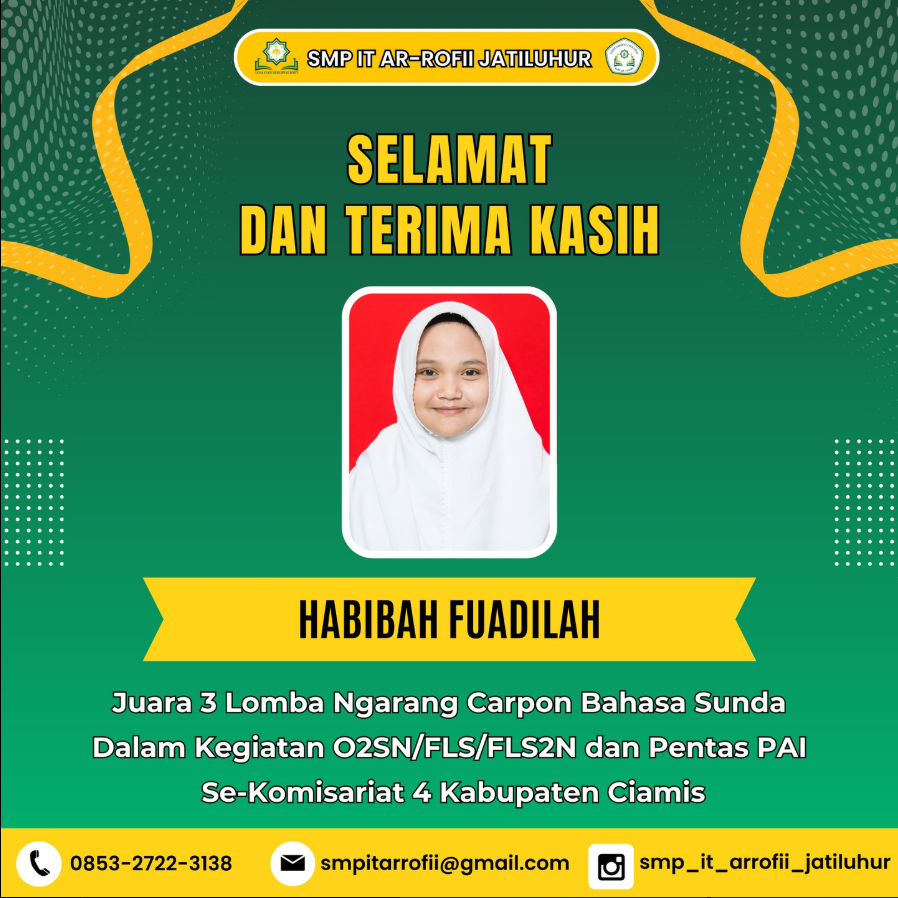 SMP IT AR-ROFII JATILUHUR
SELAMAT
DAN TERIMA KASIH
HABIBAH FUADILAH
Juara 3 Lomba Ngarang Carpon Bahasa Sunda
Dalam Kegiatan O2SN/FLS/FLS2N dan Pentas PAI
Se-Komisariat 4 Kabupaten Ciamis
0853-2722-3138
smpitarrofii@gmail.com
smp_it_arrofii_jatiluhur